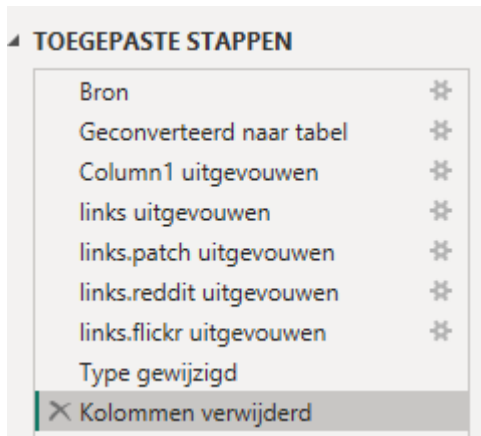 TOEGEPASTE STAPPEN
Bron
Geconverteerd naar tabel
Column1 uitgevouwen
links uitgevouwen
links.patch uitgevouwen
links.reddit uitgevouwen
links.flickr uitgevouwen
Type gewijzigd
Kolommen verwijderd